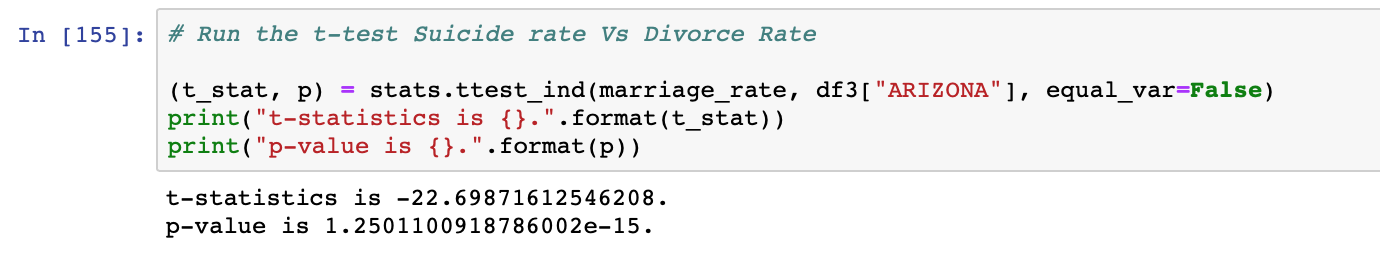 In [155]: # Run the t-test Suicide rate Vs Divorce Rate
(t_stat, p) = stats.ttest_ind(marriage_rate, df3["ARIZONA"], equal_var=False)
print("t-statistics is {}.".format(t_stat))
print("p-value is {}.".format(p))
t-statistics is -22.69871612546208.
p-value is 1.2501100918786002e-15.